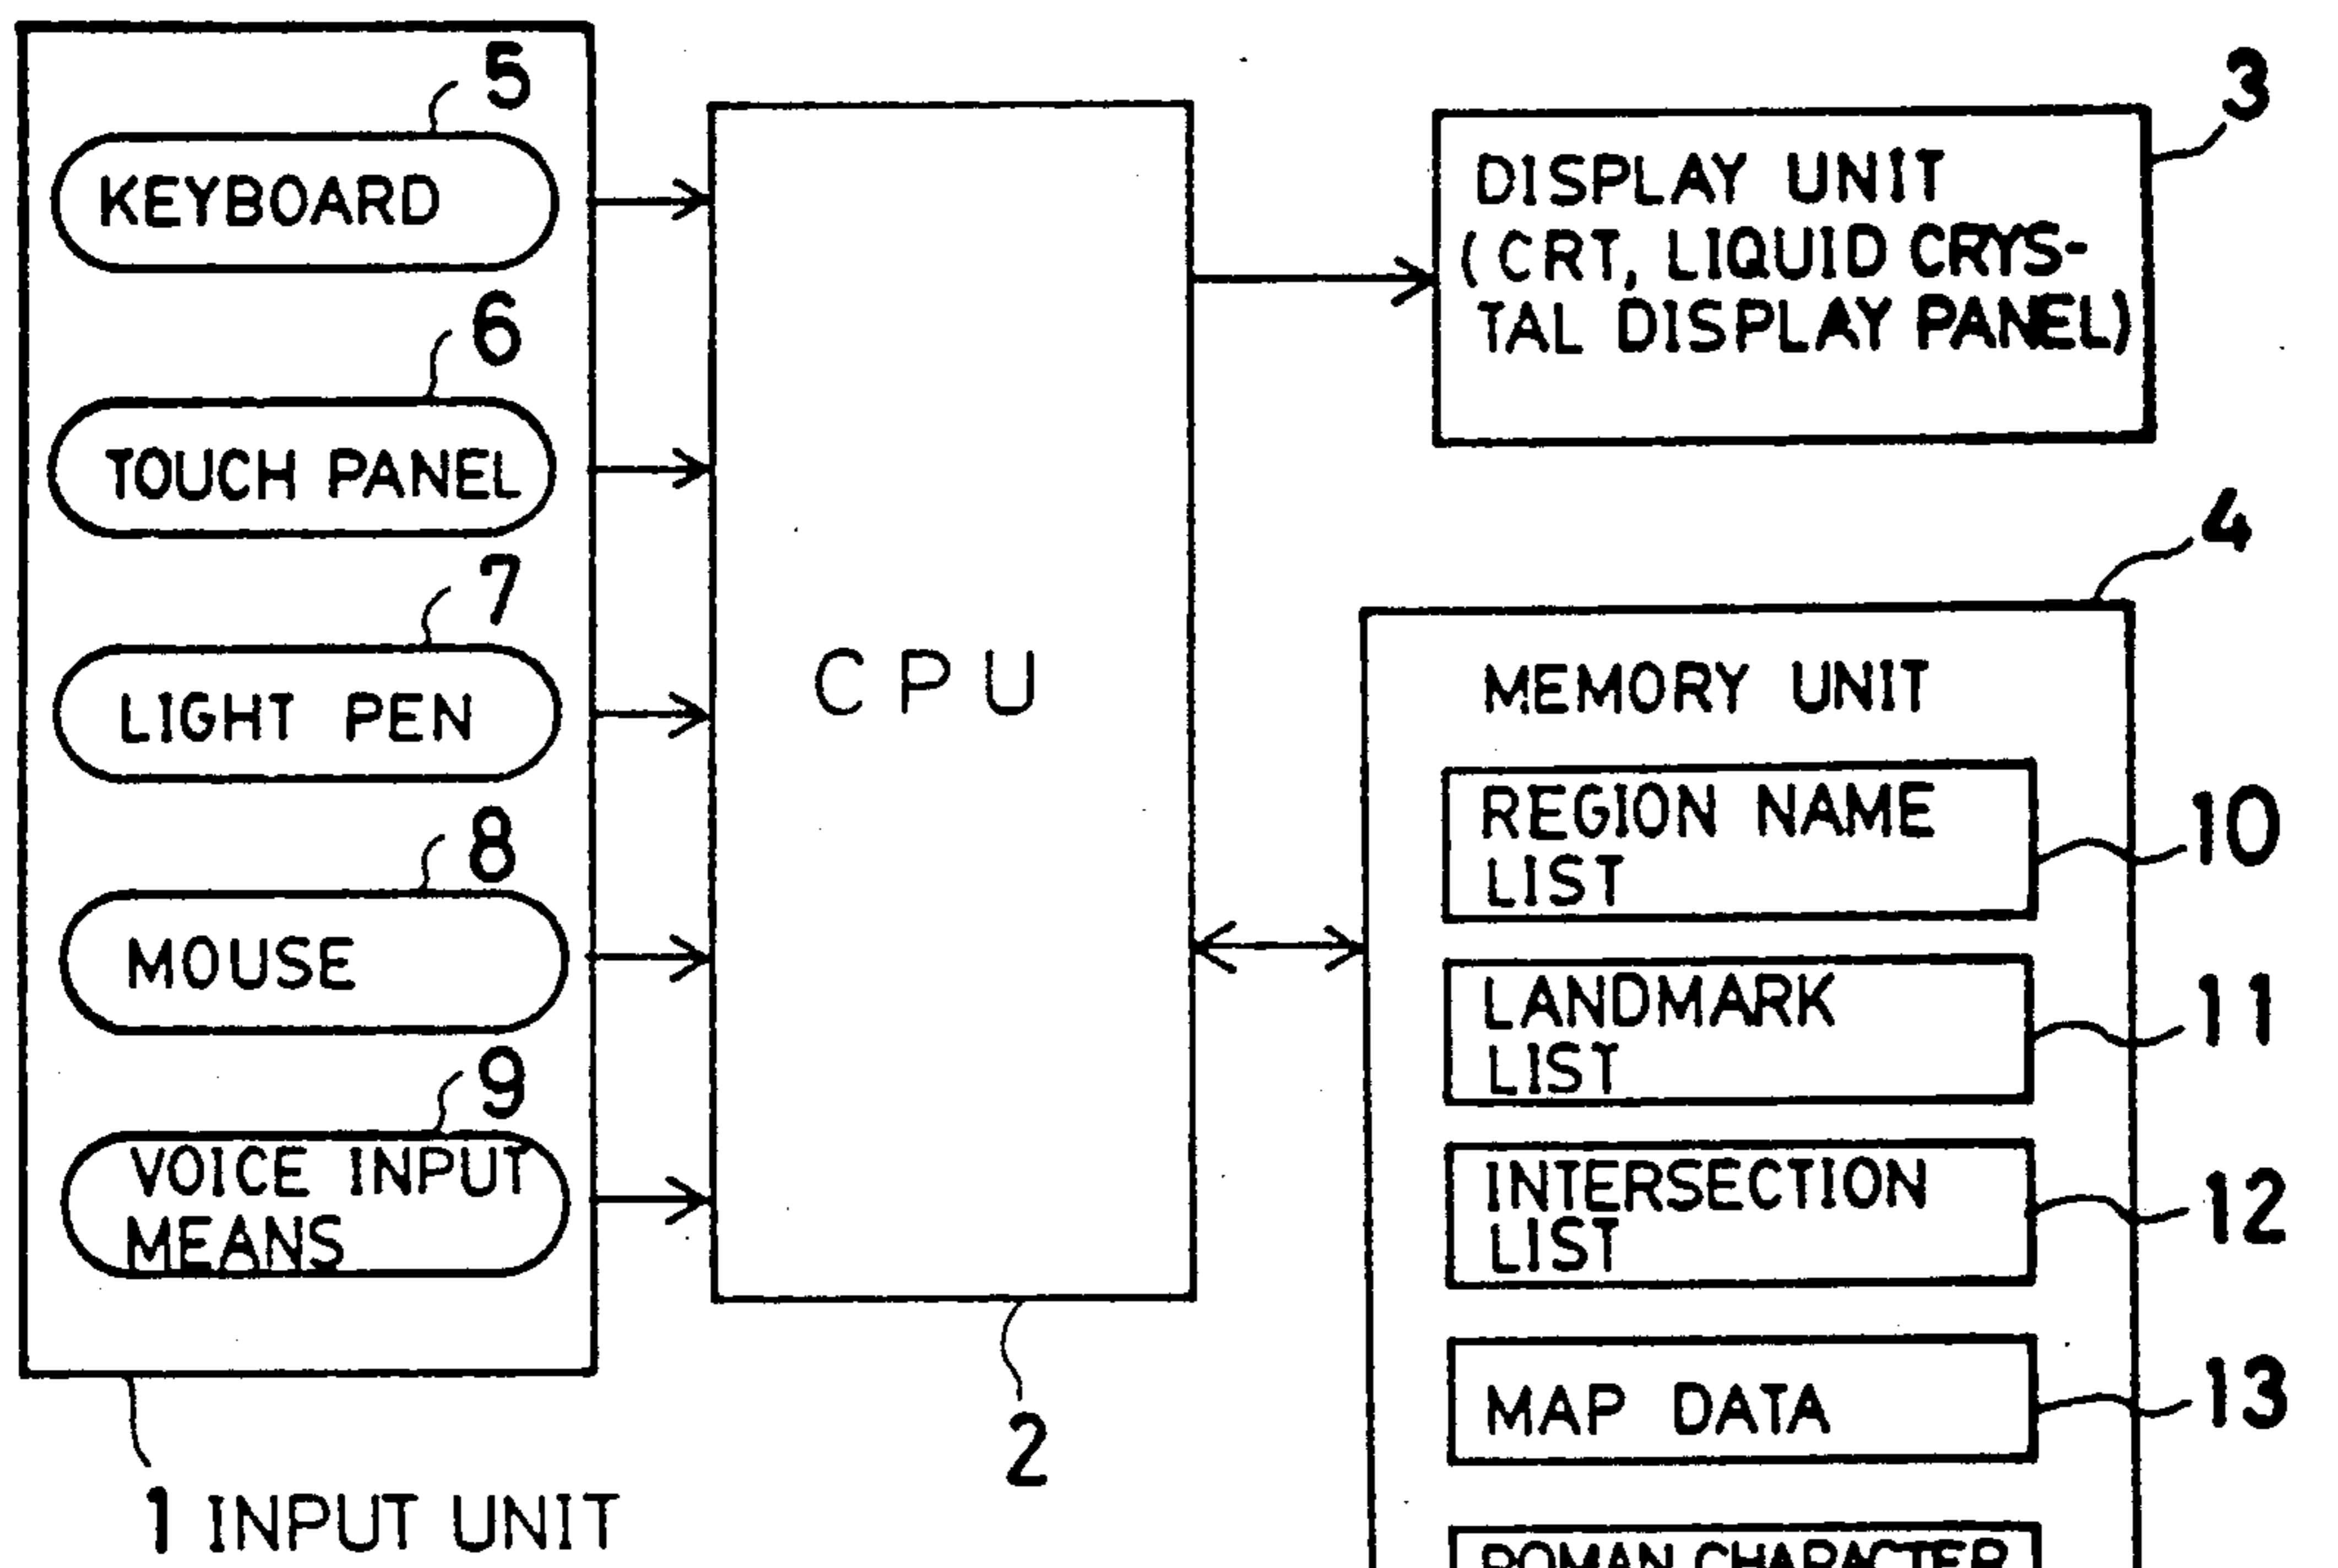 5
KEYBOARD
6
TOUCH PANEL
7
LIGHT PEN
8
MOUSE
9
VOICE INPUT
MEANS
1 INPUT UNIT
CPU
2
3
DISPLAY UNIT
(CRT, LIQUID CRYS-
TAL DISPLAY PANEL)
4
MEMORY UNIT
REGION NAME
LIST
10
LANDMARK
LIST
11
INTERSECTION
LIST
12
MAP DATA
13
ROMAN CHARACTER